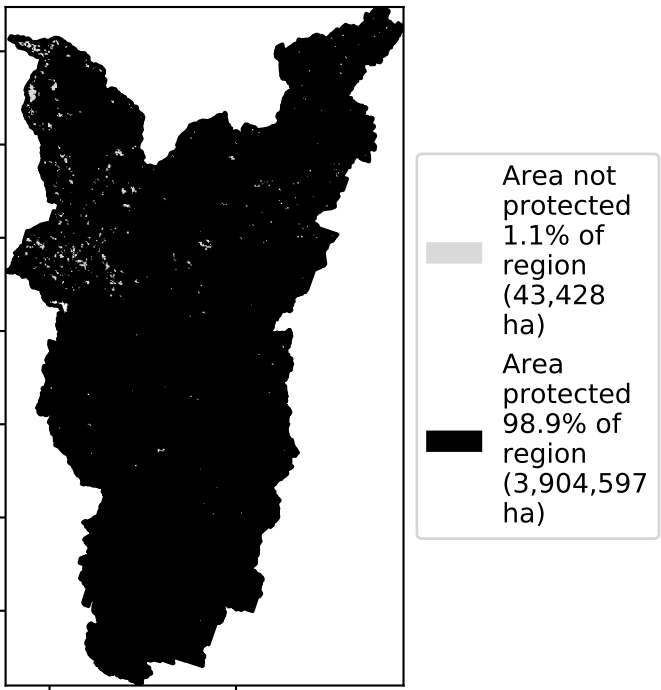 Area not
protected
1.1% of
region
(43,428
ha)
Area
protected
98.9% of
region
(3,904,597
ha)